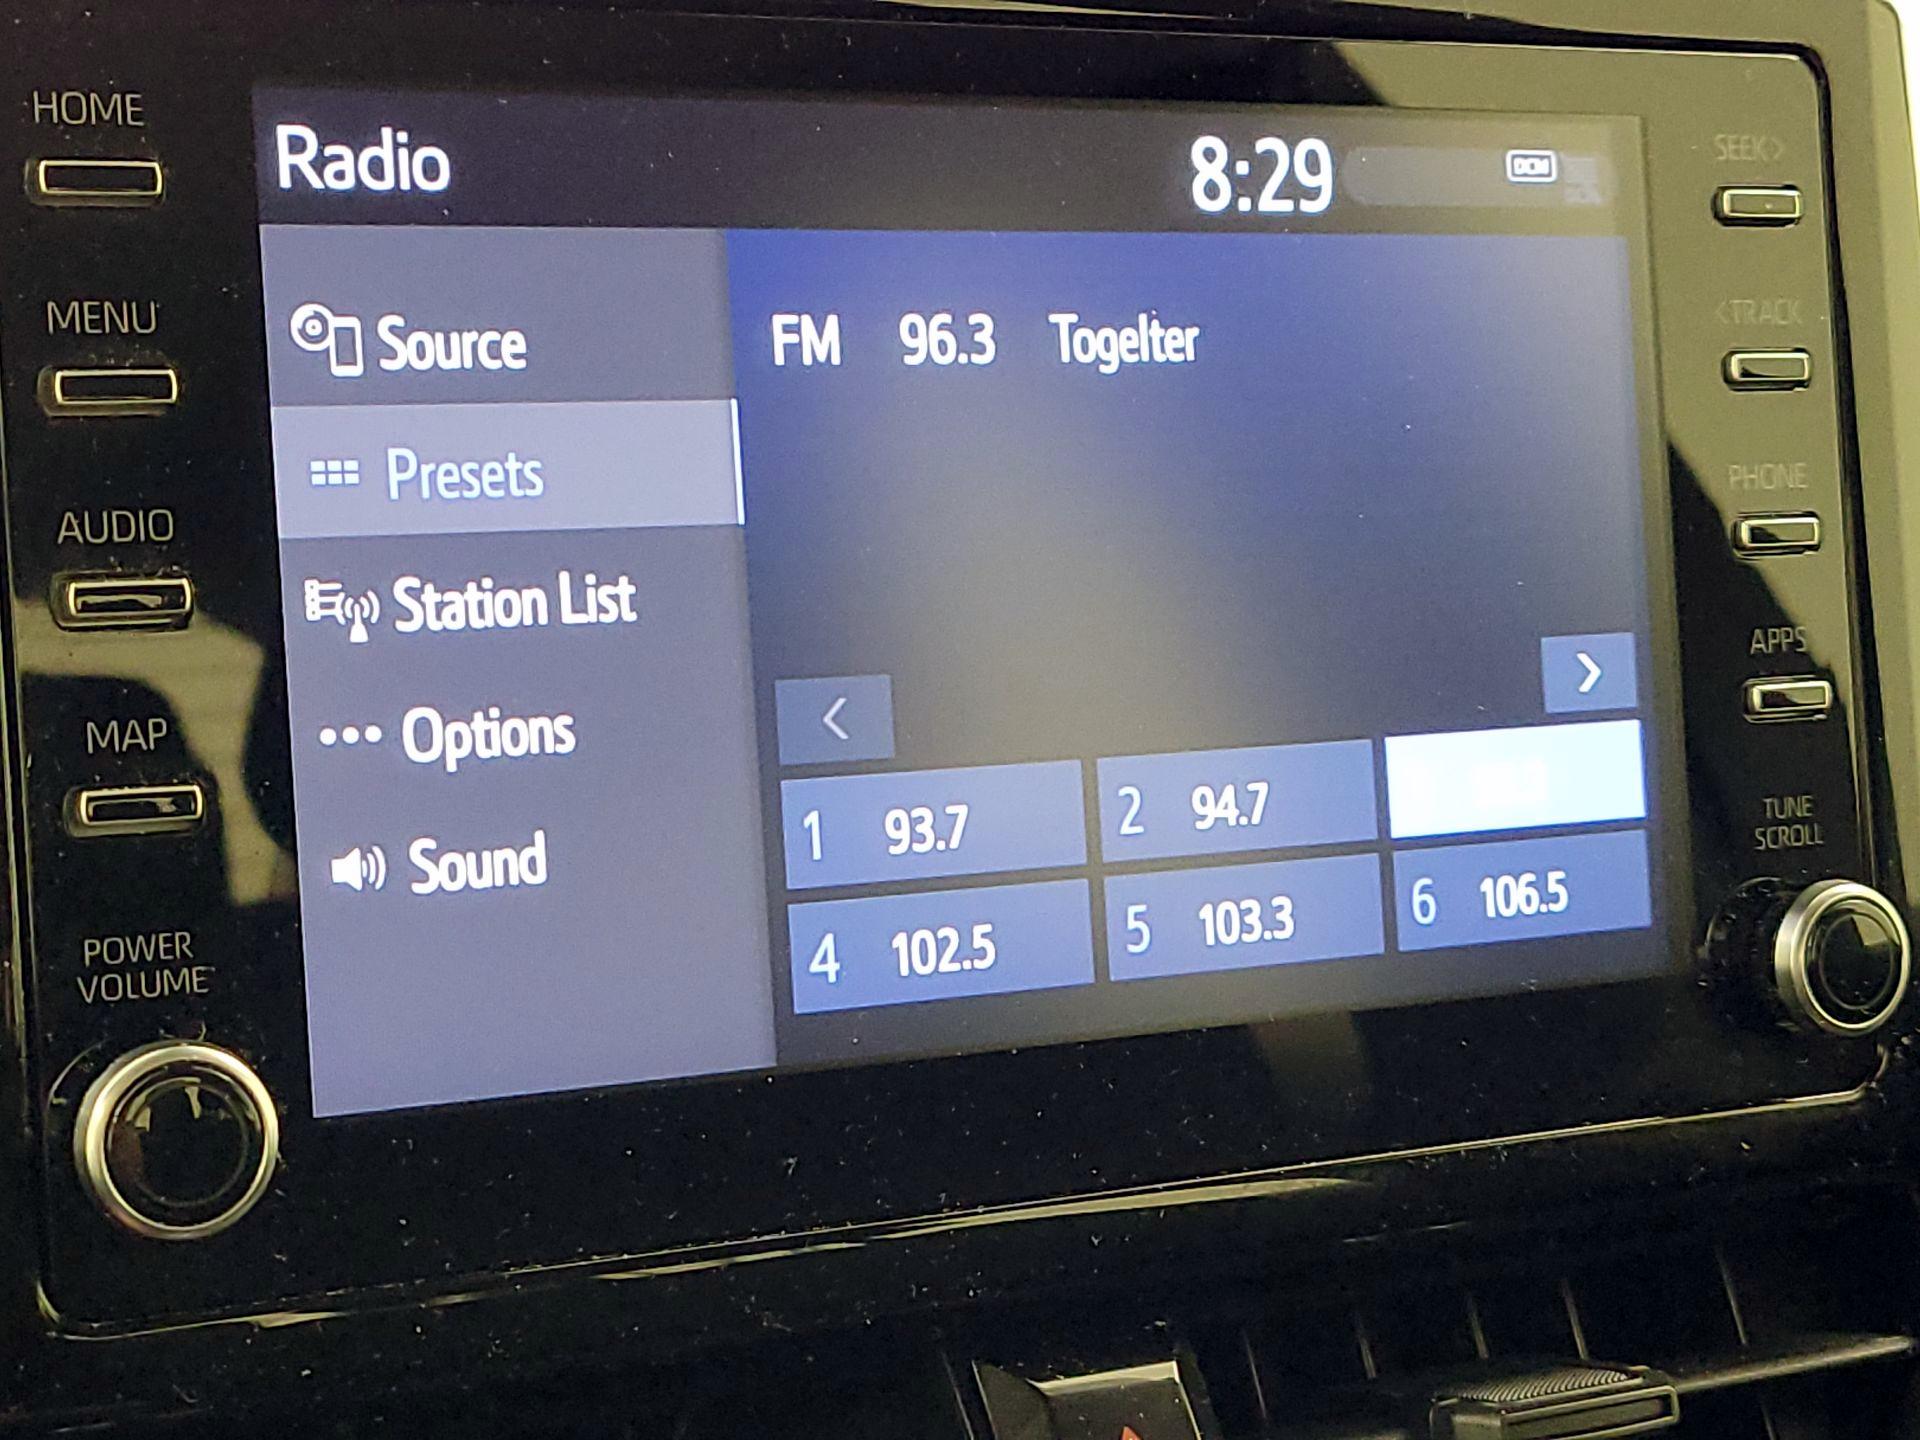 HOME
Radio
8:29
DCM
SEEK>
MENU
Source
FM 96.3 Togelter
<TRACK
Presets
PHONE
AUDIO
Station List
APPS
>
MAP
Options
<
1 93.7
2 94.7
TUNE
SCROLL
Sound
4 102.5
5 103.3
6 106.5
POWER
VOLUME